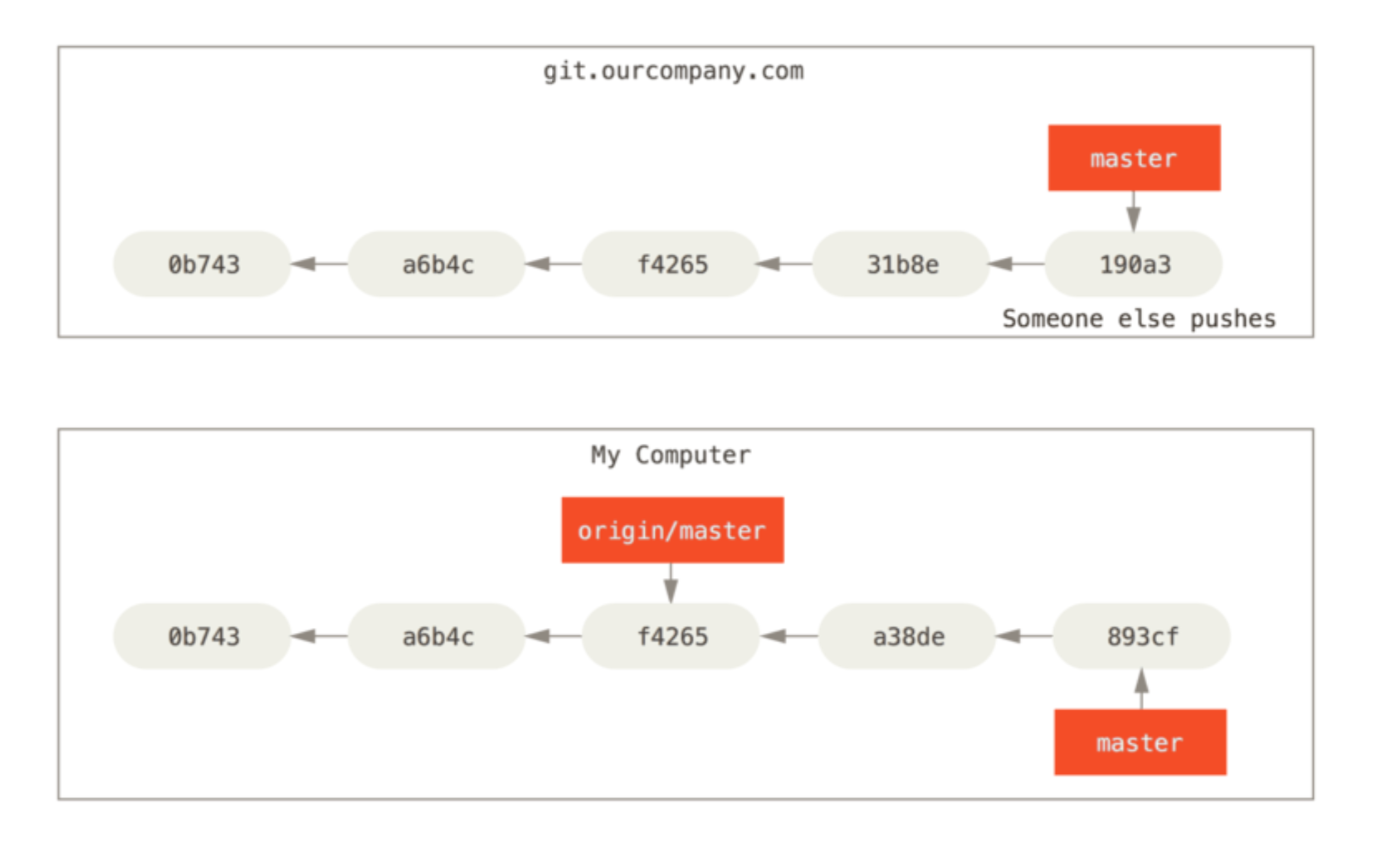 git.ourcompany.com
master
0b743 a6b4c f4265 31b8e 190a3
Someone else pushes
My Computer
origin/master
0b743 a6b4c f4265 a38de 893cf
master